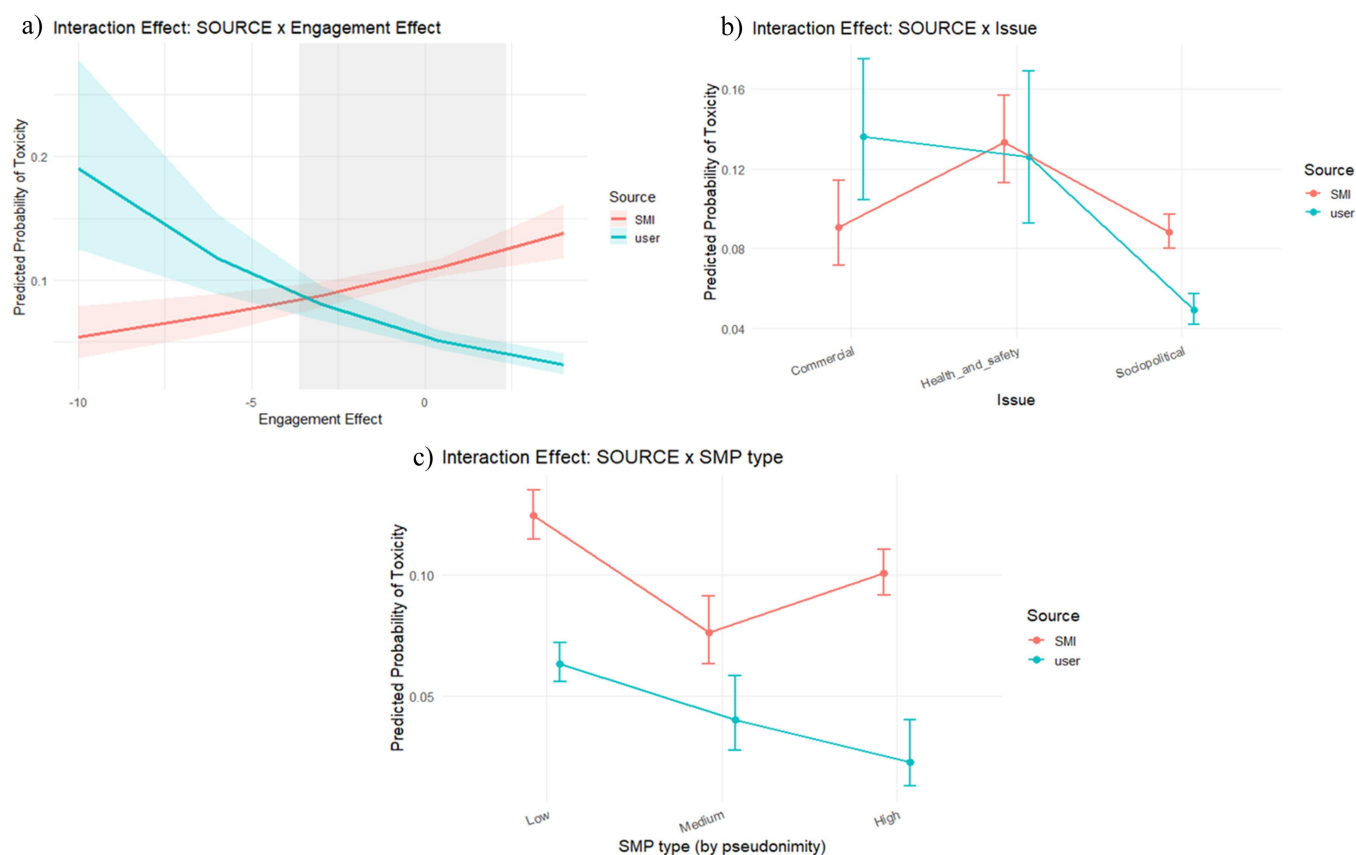 a) Interaction Effect: SOURCE x Engagement Effect
Predicted Probability of Toxicity
0.2
0.1
-10
-5
0
Engagement Effect
Source
SMI
user
b) Interaction Effect: SOURCE x Issue
Predicted Probability of Toxicity
0.16
0.12
0.08
0.04
Commercial
Health_and_safety
Sociopolitical
Issue
Source
SMI
user
c) Interaction Effect: SOURCE x SMP type
Predicted Probability of Toxicity
0.10
0.05
Low
Medium
High
SMP type (by pseudonimity)
Source
SMI
user